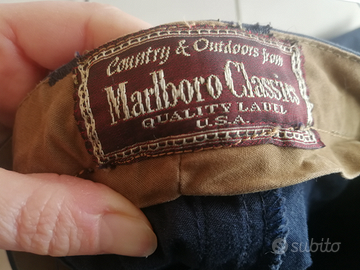 Country & Outdoors from
Marlboro Classics
QUALITY LABEL
U.S.A.
subito